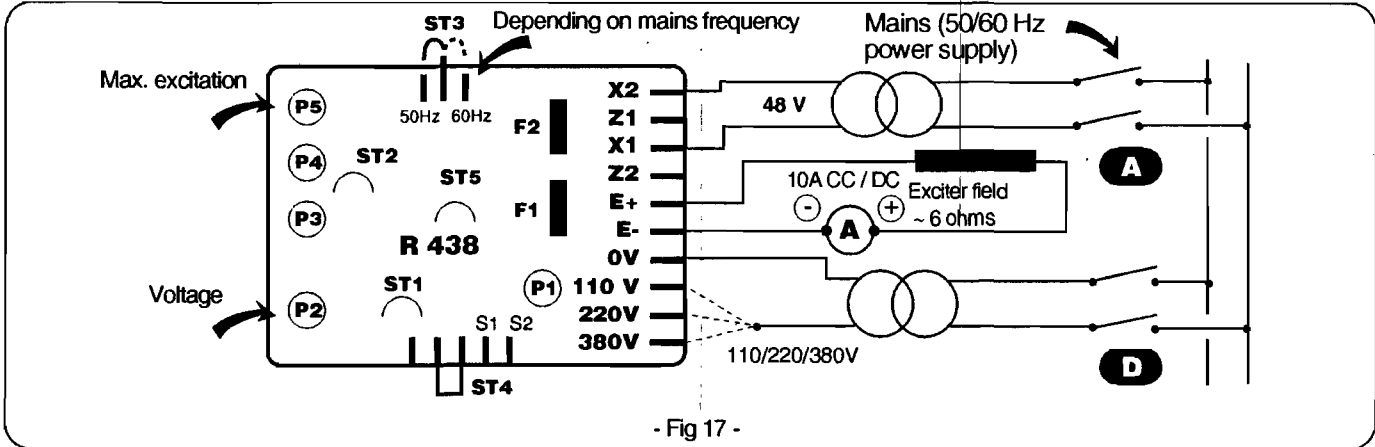 ST3
Depending on mains frequency
Mains (50/60 Hz
power supply)
Max. excitation
P5
50Hz 60Hz
F2
X2
Z1
X1
Z2
E+
E-
0V
110 V
220V
380V
48 V
A
P4
ST2
P3
ST5
F1
R 438
10A CC / DC
Exciter field
~ 6 ohms
- A +
Voltage
P2
ST1
P1
S1 S2
ST4
110/220/380V
D
- Fig 17 -